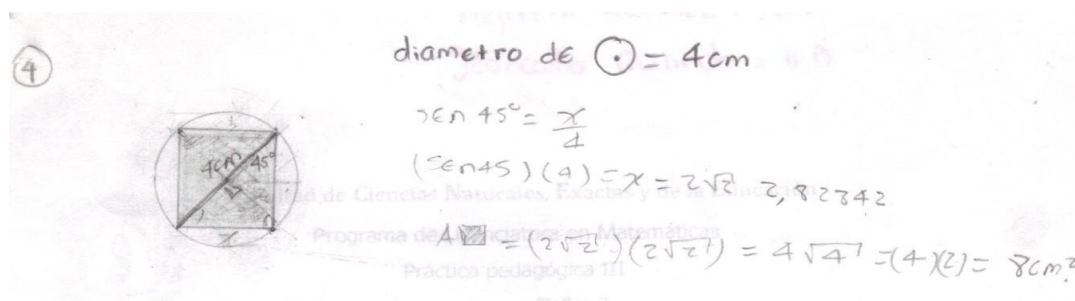 4
diametro de ⊙ = 4cm
sen 45° = x/4
4cm 45°
(sen45)(4) = x = 2√2 2,82842
x
A▨ = (2√2)(2√2) = 4√4 = (4)(2) = 8cm²
Ciencias Naturales, Exactas y de la Educación
Programa de Licenciatura en Matemáticas
Práctica pedagógica III